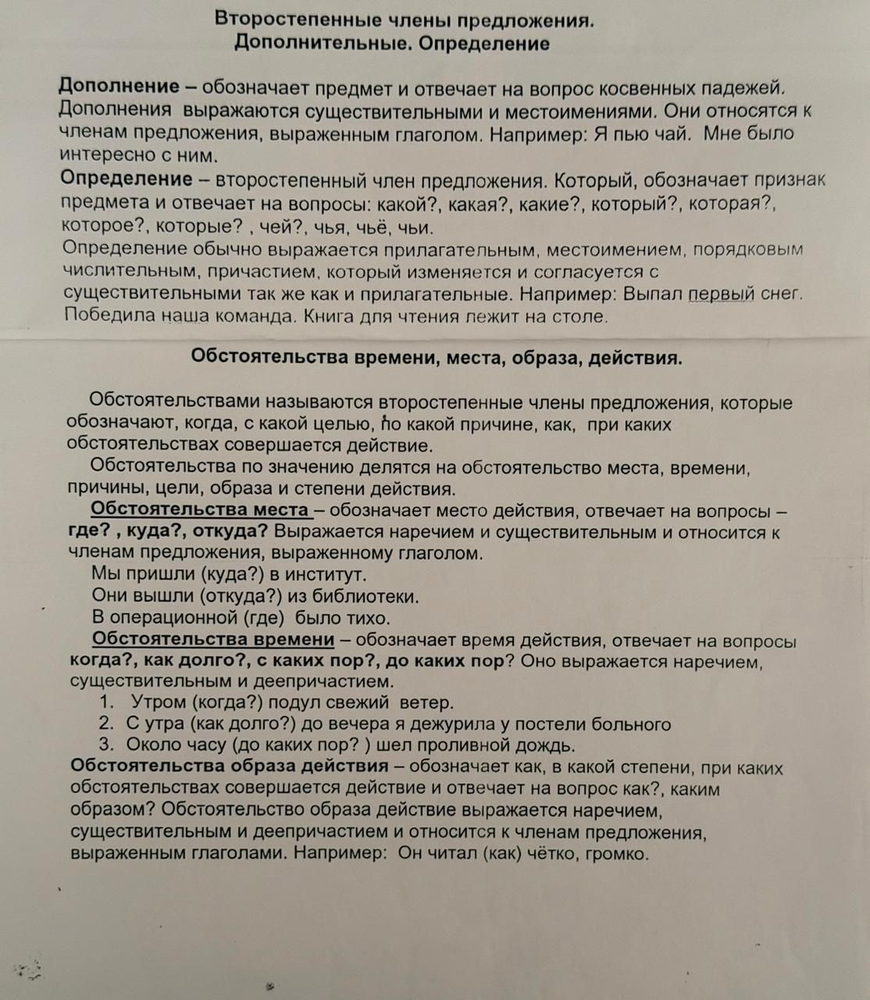 Второстепенные члены предложения.
Дополнительные. Определение
Дополнение – обозначает предмет и отвечает на вопрос косвенных падежей.
Дополнения выражаются существительными и местоимениями. Они относятся к
членам предложения, выраженным глаголом. Например: Я пью чай. Мне было
интересно с ним.
Определение – второстепенный член предложения. Который, обозначает признак
предмета и отвечает на вопросы: какой?, какая?, какие?, который?, которая?,
которое?, которые? , чей?, чья, чьё, чьи.
Определение обычно выражается прилагательным, местоимением, порядковым
числительным, причастием, который изменяется и согласуется с
существительными так же как и прилагательные. Например: Выпал первый снег.
Победила наша команда. Книга для чтения лежит на столе.
Обстоятельства времени, места, образа, действия.
Обстоятельствами называются второстепенные члены предложения, которые
обозначают, когда, с какой целью, по какой причине, как, при каких
обстоятельствах совершается действие.
Обстоятельства по значению делятся на обстоятельство места, времени,
причины, цели, образа и степени действия.
Обстоятельства места – обозначает место действия, отвечает на вопросы –
где? , куда?, откуда? Выражается наречием и существительным и относится к
членам предложения, выраженному глаголом.
Мы пришли (куда?) в институт.
Они вышли (откуда?) из библиотеки.
В операционной (где) было тихо.
Обстоятельства времени – обозначает время действия, отвечает на вопросы
когда?, как долго?, с каких пор?, до каких пор? Оно выражается наречием,
существительным и деепричастием.
1. Утром (когда?) подул свежий ветер.
2. С утра (как долго?) до вечера я дежурила у постели больного
3. Около часу (до каких пор? ) шел проливной дождь.
Обстоятельства образа действия – обозначает как, в какой степени, при каких
обстоятельствах совершается действие и отвечает на вопрос как?, каким
образом? Обстоятельство образа действие выражается наречием,
существительным и деепричастием и относится к членам предложения,
выраженным глаголами. Например: Он читал (как) чётко, громко.